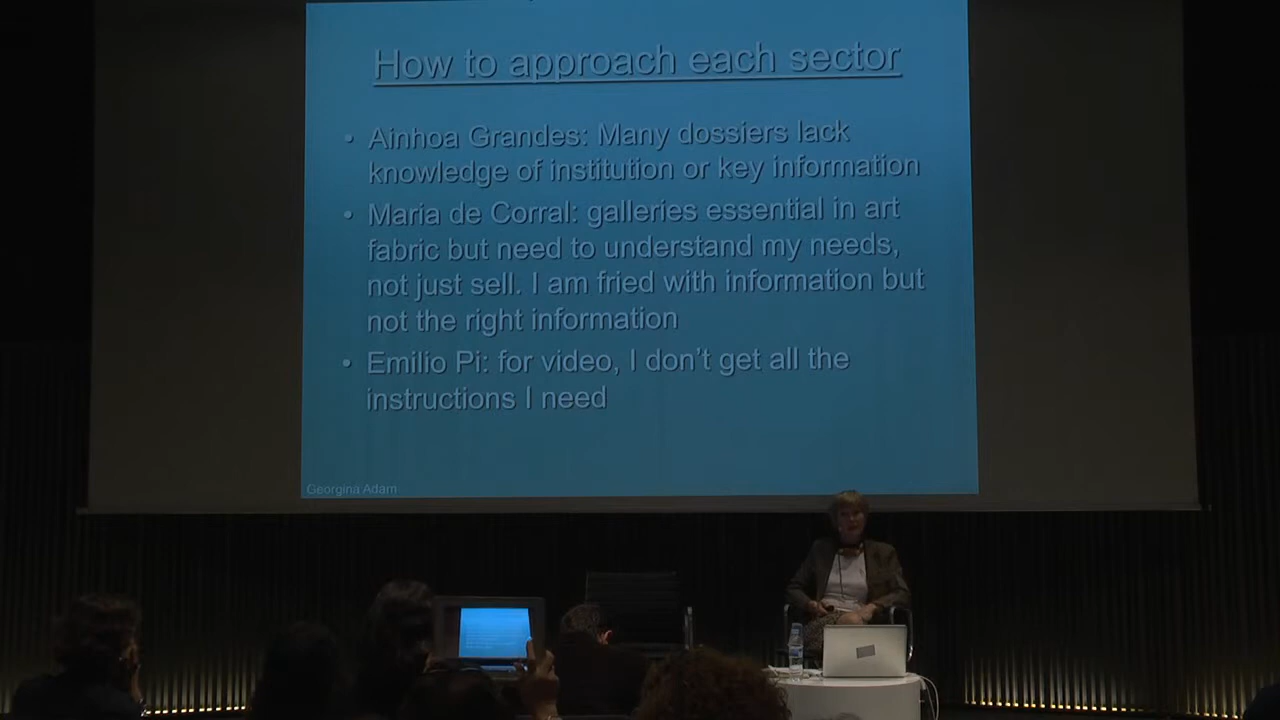 How to approach each sector
• Ainhoa Grandes: Many dossiers lack
knowledge of institution or key information
• Maria de Corral: galleries essential in art
fabric but need to understand my needs,
not just sell. I am fried with information but
not the right information
• Emilio Pi: for video, I don't get all the
instructions I need
Georgina Adam